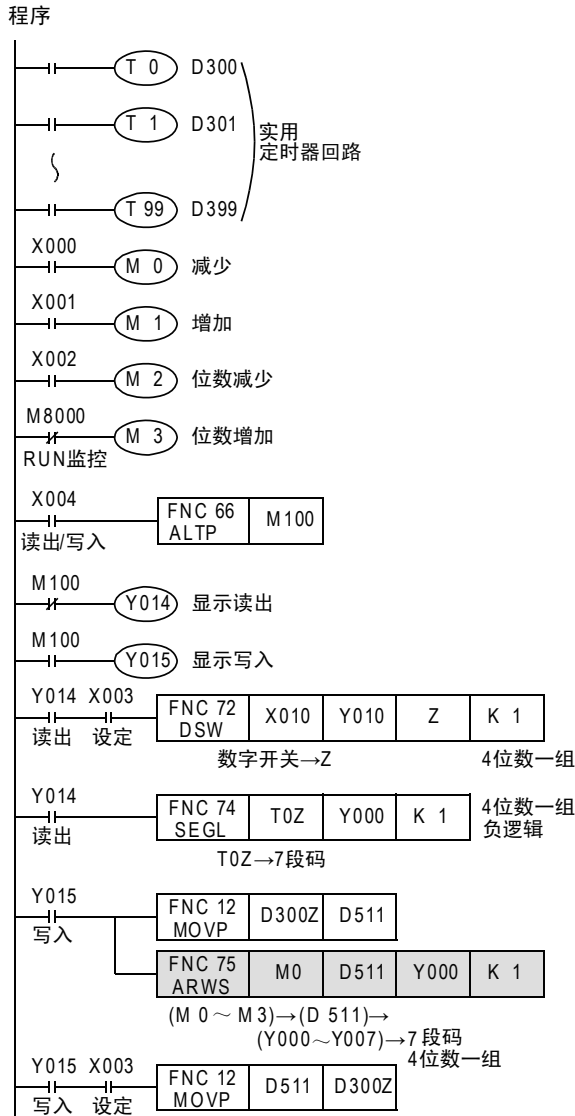 程序
T 0 D300
T 1 D301
实用
定时器回路
T 99 D399
X000
M 0 减少
X001
M 1 增加
X002
M 2 位数减少
M8000
M 3 位数增加
RUN监控
X004
FNC 66
ALTP M100
读出/写入
M100
Y014 显示读出
M100
Y015 显示写入
Y014 X003
FNC 72
DSW X010 Y010 Z K 1
读出 设定
数字开关→Z 4位数一组
Y014
FNC 74
SEGL T0Z Y000 K 1
4位数一组
负逻辑
读出
T0Z→7段码
Y015
FNC 12
MOVP D300Z D511
写入
FNC 75
ARWS M0 D511 Y000 K 1
(M 0～M 3)→(D 511)→
(Y000～Y007)→7段码
4位数一组
Y015 X003
FNC 12
MOVP D511 D300Z
写入 设定